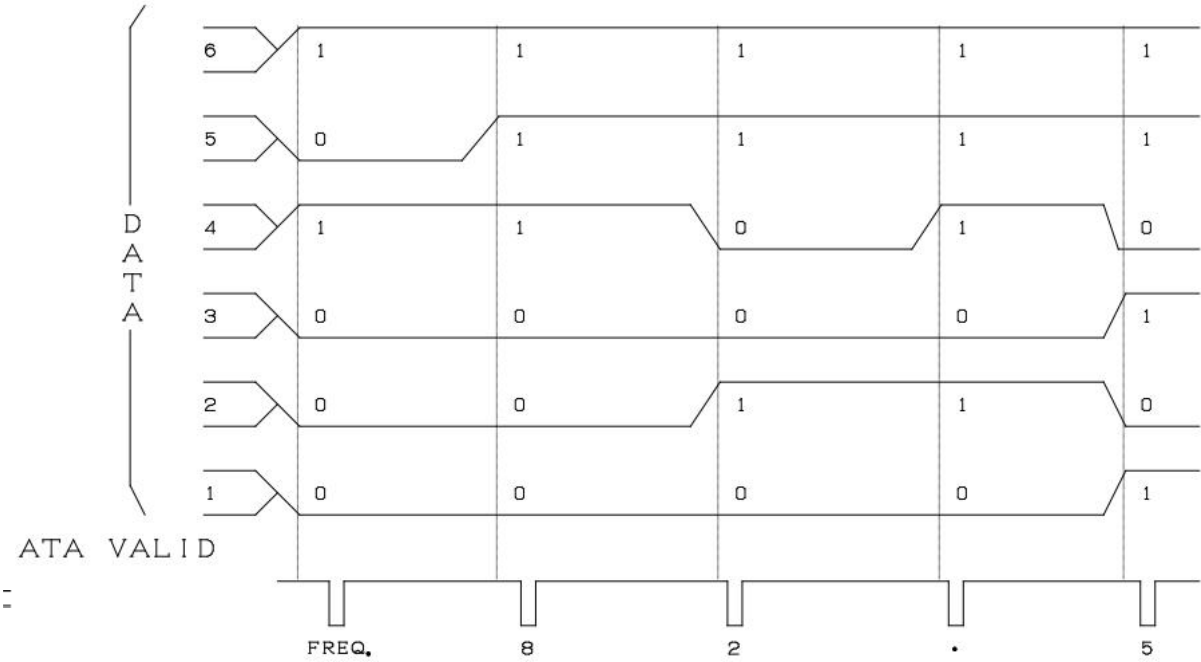 6 1 1 1 1 1
5 0 1 1 1 1
4 1 1 0 1 0
3 0 0 0 0 1
2 0 0 1 1 0
1 0 0 0 0 1
DATA
ATA VALID
FREQ. 8 2 . 5